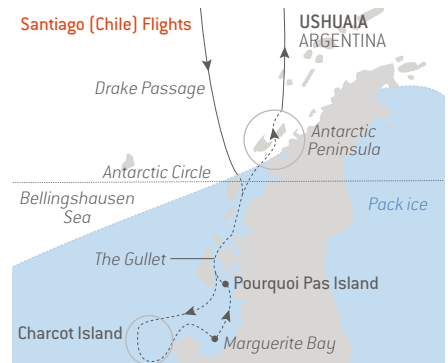 Santiago (Chile) Flights
USHUAIA
ARGENTINA
Drake Passage
Antarctic
Peninsula
Antarctic Circle
Bellingshausen
Sea
Pack ice
The Gullet
Pourquoi Pas Island
Charcot Island
Marguerite Bay